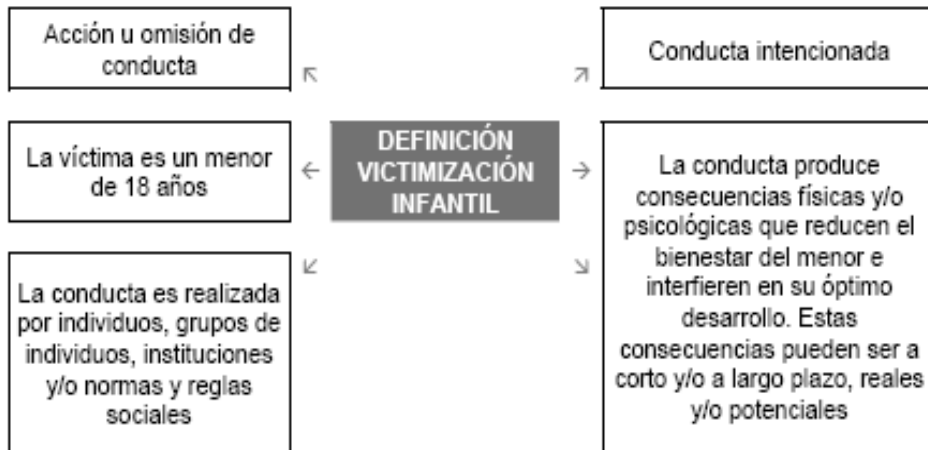 Acción u omisión de
conducta
Conducta intencionada
La víctima es un menor
de 18 años
DEFINICIÓN
VICTIMIZACIÓN
INFANTIL
La conducta produce
consecuencias físicas y/o
psicológicas que reducen el
bienestar del menor e
interfieren en su óptimo
desarrollo. Estas
consecuencias pueden ser a
corto y/o a largo plazo, reales
y/o potenciales
La conducta es realizada
por individuos, grupos de
individuos, instituciones
y/o normas y reglas
sociales